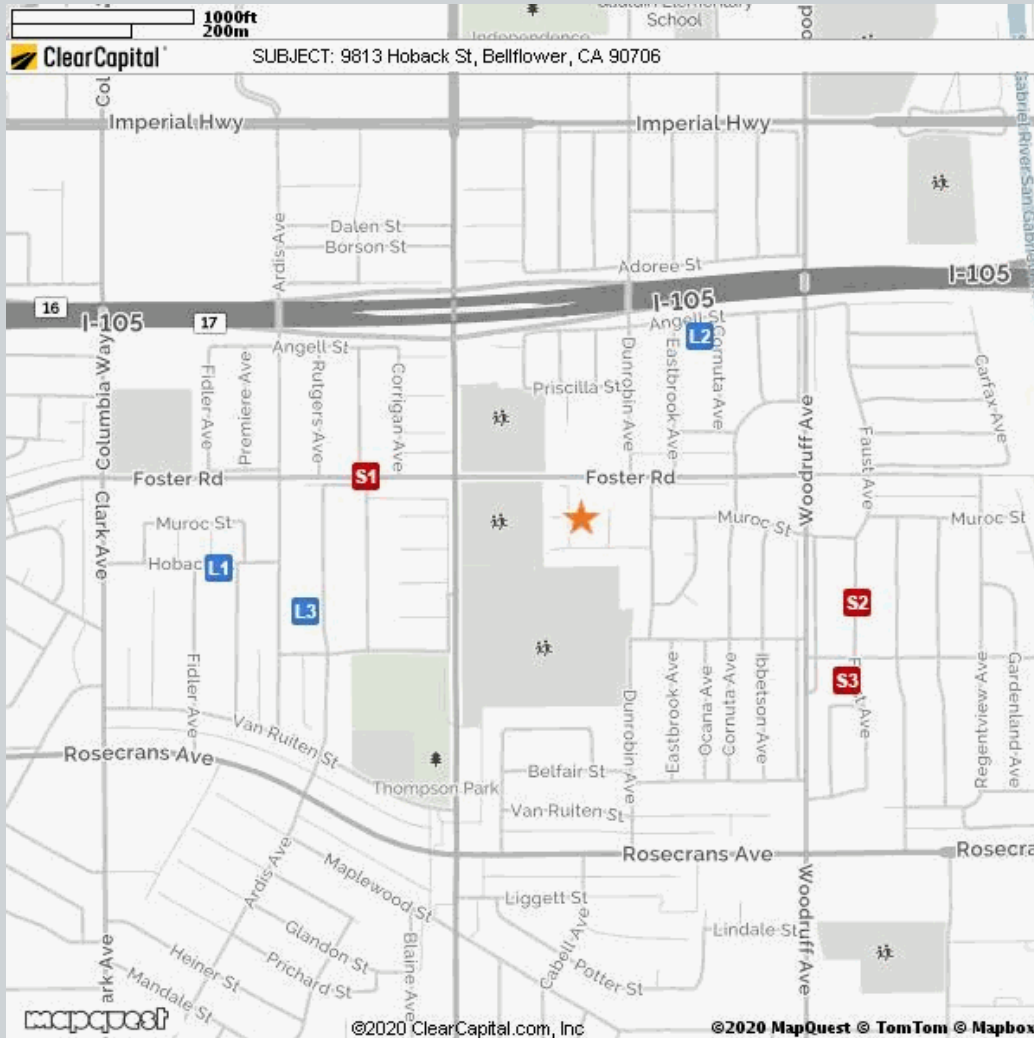 1000ft
200m
School
Independence
ClearCapital
SUBJECT: 9813 Hoback St, Bellflower, CA 90706
Col
Imperial Hwy
Imperial Hwy
Ardis Ave
Dalen St
Borson St
Adoree St
I-105
I-105
16
I-105
17
Angell St
L2
Angell St
Columbia Way
Fidler Ave
Premiere Ave
Rutgers Ave
Corrigan Ave
Priscilla St
Dunrobin Ave
Eastbrook Ave
Cornuta Ave
Woodruff Ave
Faust Ave
Garfax Ave
Foster Rd
S1
Foster Rd
Clark Ave
Muroc St
Muroc St
Muroc St
L1
L3
S2
S3
Fidler Ave
Van Ruiten St
Rosecrans Ave
Dunrobin Ave
Eastbrook Ave
Ocana Ave
Cornuta Ave
Ibbetson Ave
Regentview Ave
Gardenland Ave
Belfair St
Thompson Park
Van Ruiten St
Rosecrans Ave
Rosecra
Ardis Ave
Maplewood St
Liggett St
Woodruff Ave
Lindale St
Glandon St
Prichard St
Blaine Ave
Cabell Ave
Potter St
Heiner St
Mandale St
ark Ave
mapquest
©2020 ClearCapital.com, Inc
©2020 MapQuest © TomTom © Mapbox